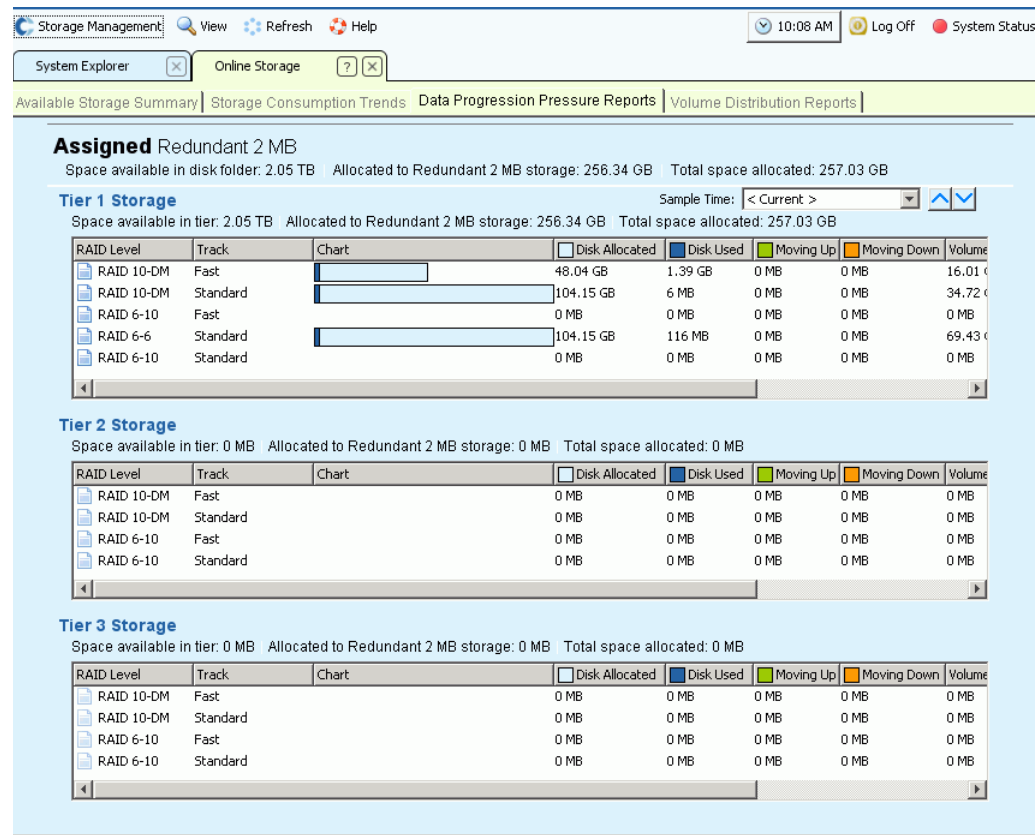 Storage Management View Refresh Help 10:08 AM Log Off System Status
System Explorer Online Storage ?
Available Storage Summary Storage Consumption Trends Data Progression Pressure Reports Volume Distribution Reports
Assigned Redundant 2 MB
Space available in disk folder: 2.05 TB Allocated to Redundant 2 MB storage: 256.34 GB Total space allocated: 257.03 GB
Tier 1 Storage Sample Time: < Current >
Space available in tier: 2.05 TB Allocated to Redundant 2 MB storage: 256.34 GB Total space allocated: 257.03 GB
RAID Level Track Chart Disk Allocated Disk Used Moving Up Moving Down Volume
RAID 10-DM Fast 48.04 GB 1.39 GB 0 MB 0 MB 16.01
RAID 10-DM Standard 104.15 GB 6 MB 0 MB 0 MB 34.72
RAID 6-10 Fast 0 MB 0 MB 0 MB 0 MB 0 MB
RAID 6-6 Standard 104.15 GB 116 MB 0 MB 0 MB 69.43
RAID 6-10 Standard 0 MB 0 MB 0 MB 0 MB 0 MB
Tier 2 Storage
Space available in tier: 0 MB Allocated to Redundant 2 MB storage: 0 MB Total space allocated: 0 MB
RAID Level Track Chart Disk Allocated Disk Used Moving Up Moving Down Volume
RAID 10-DM Fast 0 MB 0 MB 0 MB 0 MB 0 MB
RAID 10-DM Standard 0 MB 0 MB 0 MB 0 MB 0 MB
RAID 6-10 Fast 0 MB 0 MB 0 MB 0 MB 0 MB
RAID 6-10 Standard 0 MB 0 MB 0 MB 0 MB 0 MB
Tier 3 Storage
Space available in tier: 0 MB Allocated to Redundant 2 MB storage: 0 MB Total space allocated: 0 MB
RAID Level Track Chart Disk Allocated Disk Used Moving Up Moving Down Volume
RAID 10-DM Fast 0 MB 0 MB 0 MB 0 MB 0 MB
RAID 10-DM Standard 0 MB 0 MB 0 MB 0 MB 0 MB
RAID 6-10 Fast 0 MB 0 MB 0 MB 0 MB 0 MB
RAID 6-10 Standard 0 MB 0 MB 0 MB 0 MB 0 MB